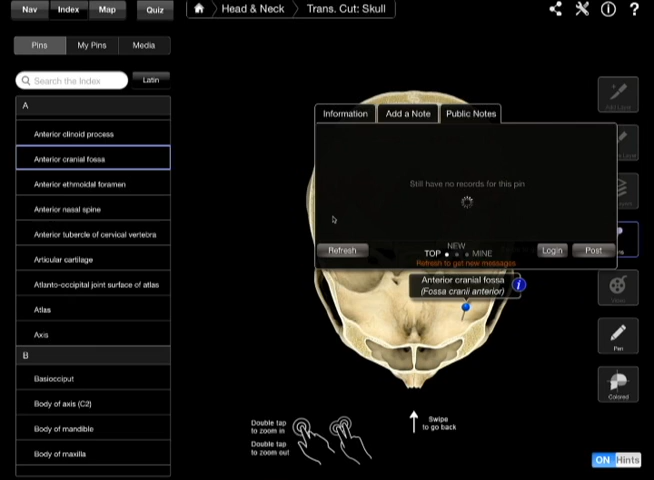 Nav
Index
Map
Quiz
Head & Neck
Trans. Cut: Skull
?
Pins
My Pins
Media
Search the Index
Latin
A
Anterior clinoid process
Anterior cranial fossa
Anterior ethmoidal foramen
Anterior nasal spine
Anterior tubercle of cervical vertebra
Articular cartilage
Atlanto-occipital joint surface of atlas
Atlas
Axis
B
Basiocciput
Body of axis (C2)
Body of mandible
Body of maxilla
Information
Add a Note
Public Notes
Still have no records for this pin
Refresh
NEW
TOP
MINE
Refresh to get new messages
Login
Post
Anterior cranial fossa
(Fossa cranii anterior)
i
Double tap
to zoom in
Double tap
to zoom out
Swipe
to go back
Pen
Colored
ON Hints